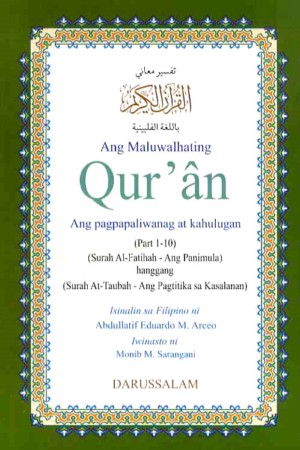 تفسير معاني
القرآن الكريم
باللغة الفلبينية
Ang Maluwalhating
Qur'ân
Ang pagpapaliwanag at kahulugan
(Part 1-10)
(Surah Al-Fatihah - Ang Panimula)
hanggang
(Surah At-Taubah - Ang Pagtitika sa Kasalanan)
Isinalin sa Filipino ni
Abdullatif Eduardo M. Arceo
Iwinasto ni
Monib M. Sarangani
DARUSSALAM